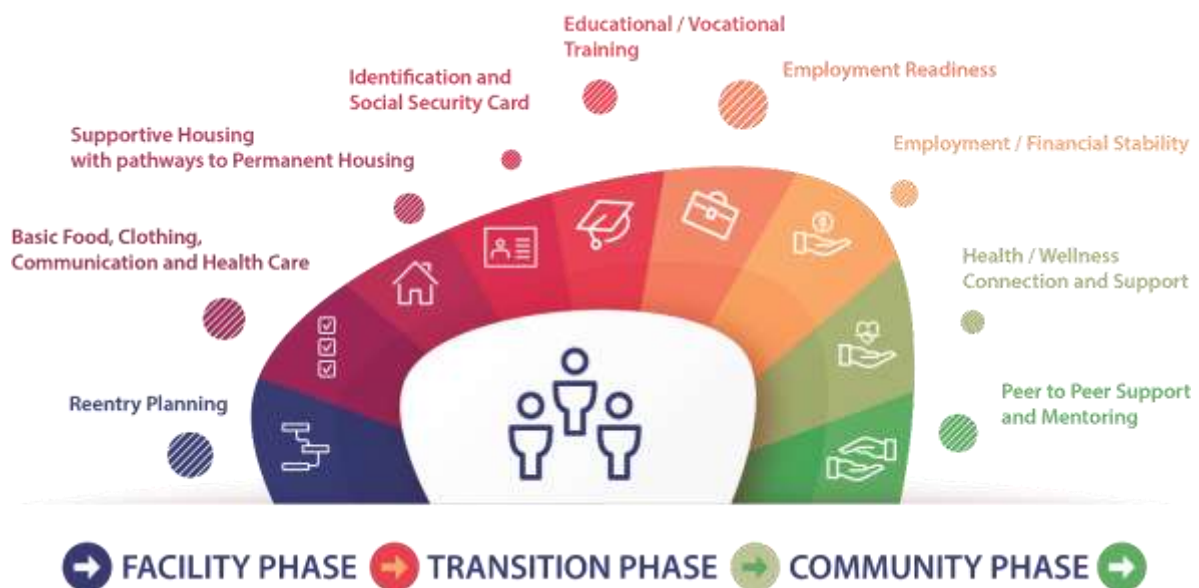 Educational / Vocational
Training
Employment Readiness
Identification and
Social Security Card
Supportive Housing
with pathways to Permanent Housing
Employment / Financial Stability
Basic Food, Clothing,
Communication and Health Care
Health / Wellness
Connection and Support
Reentry Planning
Peer to Peer Support
and Mentoring
FACILITY PHASE TRANSITION PHASE COMMUNITY PHASE